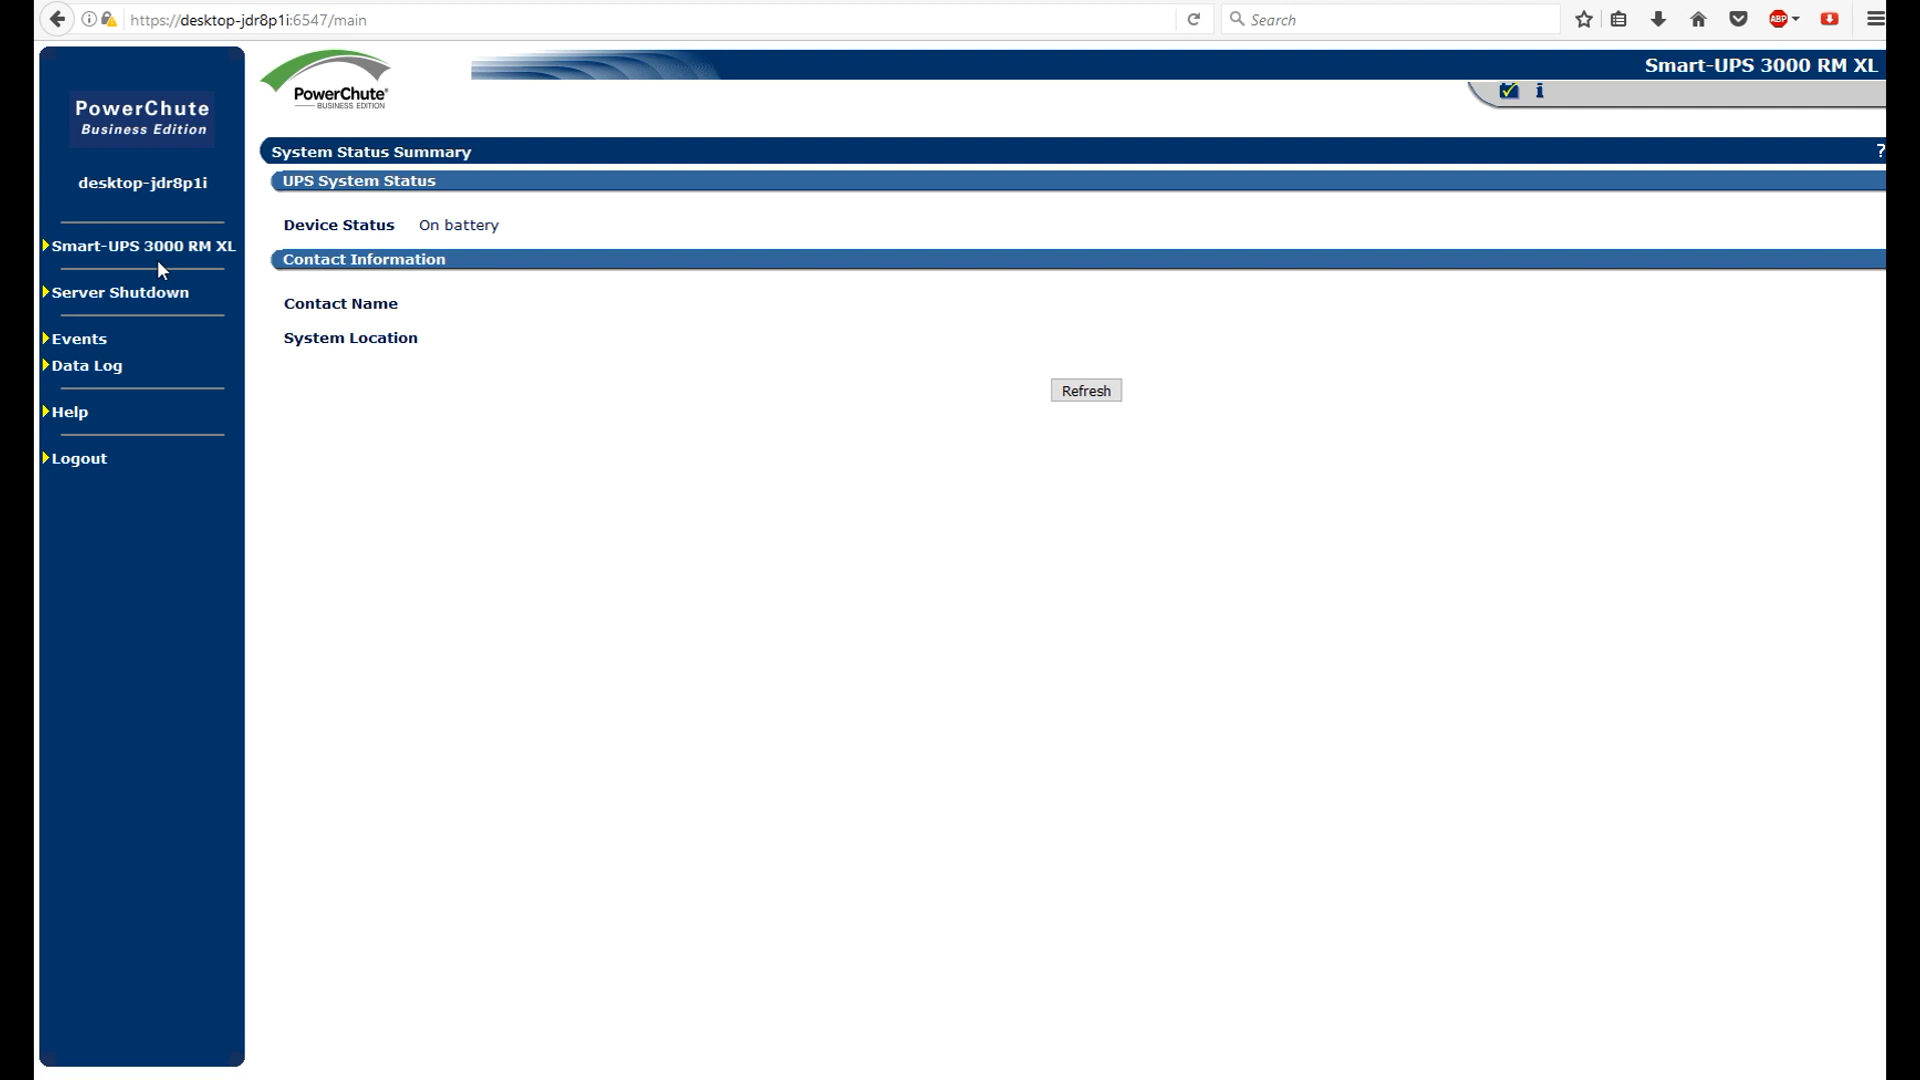 https://desktop-jdr8p1i:6547/main
Search
ABP
PowerChute
Business Edition
desktop-jdr8p1i
Smart-UPS 3000 RM XL
Server Shutdown
Events
Data Log
Help
Logout
PowerChute®
BUSINESS EDITION
Smart-UPS 3000 RM XL
i
System Status Summary
?
UPS System Status
Device Status On battery
Contact Information
Contact Name
System Location
Refresh